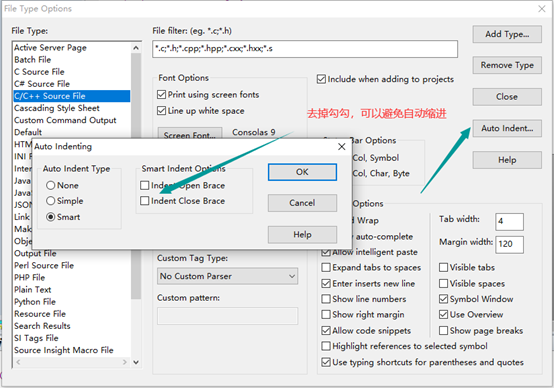 File Type Options
File Type:
File filter: (eg. *.c;*.h)
Active Server Page
Batch File
C Source File
C# Source File
C/C++ Source File
Cascading Style Sheet
Custom Command Output
Default
*.c;*.h;*.cpp;*.hpp;*.cxx;*.hxx;*.s
Font Options
Print using screen fonts
Line up white space
Screen Font...
Consolas 9
Include when adding to projects
去掉勾勾，可以避免自动缩进
Bar Options
Col, Symbol
Col, Char, Byte
Add Type...
Remove Type
Close
Auto Indent...
Help
Auto Indenting
Auto Indent Type
None
Simple
Smart
Smart Indent Options
Indent Open Brace
Indent Close Brace
OK
Cancel
Help
INI F
Inte
Java
Link
Mak
Obje
Output File
Perl Source File
PHP File
Plain Text
Python File
Resource File
Search Results
SI Tags File
Source Insight Macro File
Custom Tag Type:
No Custom Parser
Custom pattern:
Options
Wrap
auto-complete
Allow intelligent paste
Expand tabs to spaces
Enter inserts new line
Show line numbers
Show right margin
Allow code snippets
Highlight references to selected symbol
Use typing shortcuts for parentheses and quotes
Tab width:
4
Margin width:
120
Visible tabs
Visible spaces
Symbol Window
Use Overview
Show page breaks